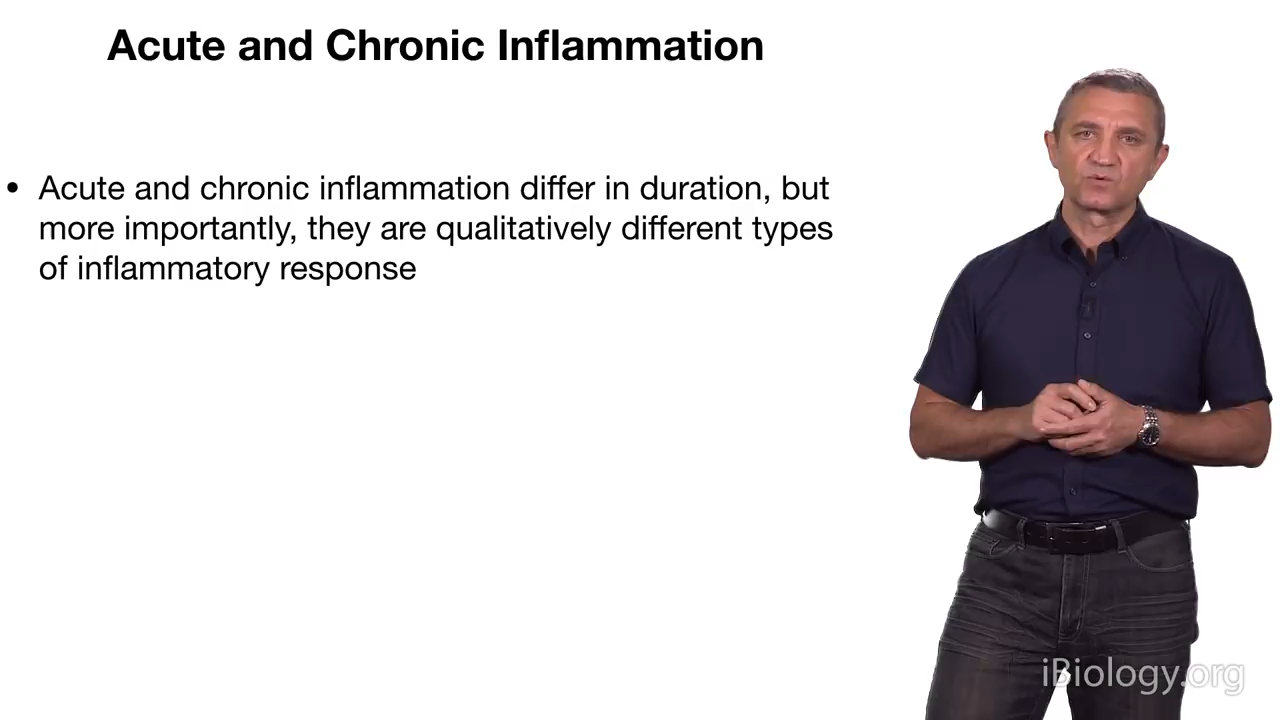 Acute and Chronic Inflammation
• Acute and chronic inflammation differ in duration, but
more importantly, they are qualitatively different types
of inflammatory response
iBiology.org